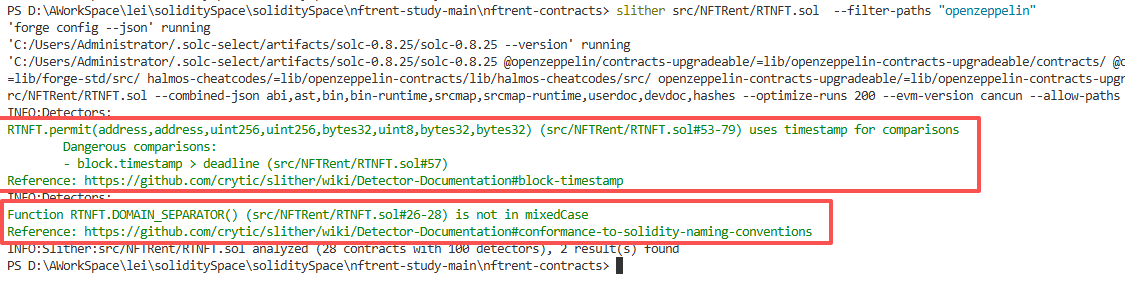 PS D:\AWorkSpace\lei\soliditySpace\soliditySpace\nftrent-study-main\nftrent-contracts> slither src/NFTRent/RTNFT.sol --filter-paths "openzeppelin"
'forge config --json' running
'C:/Users/Administrator/.solc-select/artifacts/solc-0.8.25/solc-0.8.25 --version' running
'C:/Users/Administrator/.solc-select/artifacts/solc-0.8.25/solc-0.8.25 @openzeppelin/contracts-upgradeable/=lib/openzeppelin-contracts-upgradeable/contracts/ @o
=lib/forge-std/src/ halmos-cheatcodes/=lib/openzeppelin-contracts/lib/halmos-cheatcodes/src/ openzeppelin-contracts-upgradeable/=lib/openzeppelin-contracts-upgr
rc/NFTRent/RTNFT.sol --combined-json abi,ast,bin,bin-runtime,srcmap,srcmap-runtime,userdoc,devdoc,hashes --optimize-runs 200 --evm-version cancun --allow-paths
INFO:Detectors:
RTNFT.permit(address,address,uint256,uint256,bytes32,uint8,bytes32,bytes32) (src/NFTRent/RTNFT.sol#53-79) uses timestamp for comparisons
Dangerous comparisons:
- block.timestamp > deadline (src/NFTRent/RTNFT.sol#57)
Reference: https://github.com/crytic/slither/wiki/Detector-Documentation#block-timestamp
INFO:Detectors:
Function RTNFT.DOMAIN_SEPARATOR() (src/NFTRent/RTNFT.sol#26-28) is not in mixedCase
Reference: https://github.com/crytic/slither/wiki/Detector-Documentation#conformance-to-solidity-naming-conventions
INFO:Slither:src/NFTRent/RTNFT.sol analyzed (28 contracts with 100 detectors), 2 result(s) found
PS D:\AWorkSpace\lei\soliditySpace\soliditySpace\nftrent-study-main\nftrent-contracts>